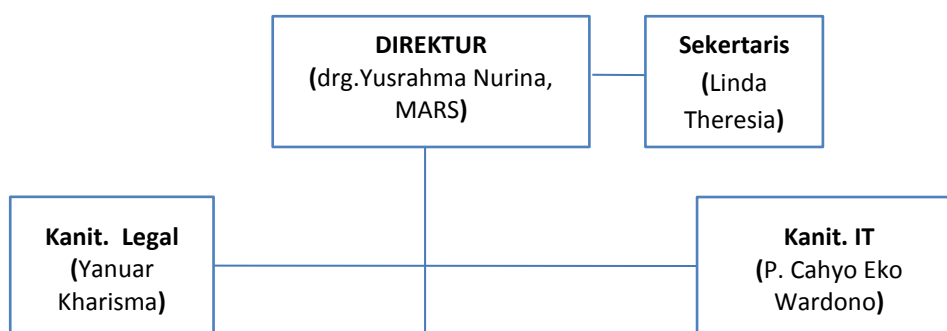 DIREKTUR
(drg.Yusrahma Nurina,
MARS)
Sekertaris
(Linda
Theresia)
Kanit.  Legal
(Yanuar
Kharisma)
Kanit. IT
(P. Cahyo Eko
Wardono)